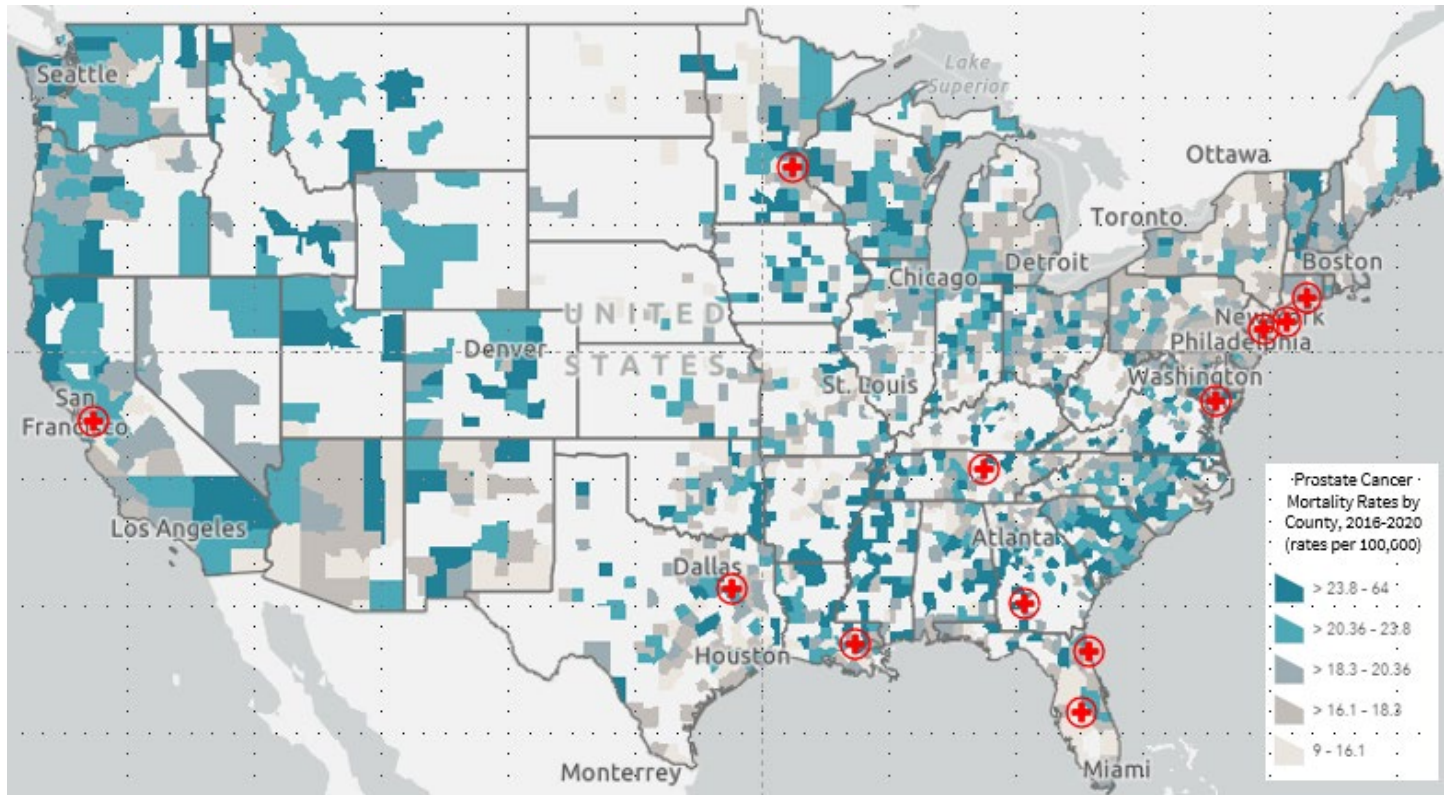 Seattle
Lake
Superior
Ottawa
Toronto
Boston
Chicago
Detroit
New York
Philadelphia
UNITED
STATES
Denver
St. Louis
Washington
San
Francisco
Los Angeles
Atlanta
Dallas
Houston
Monterrey
Miami
Prostate Cancer
Mortality Rates by
County, 2016-2020
(rates per 100,000)
> 23.8 - 64
> 20.36 - 23.8
> 18.3 - 20.36
> 16.1 - 18.3
9 - 16.1